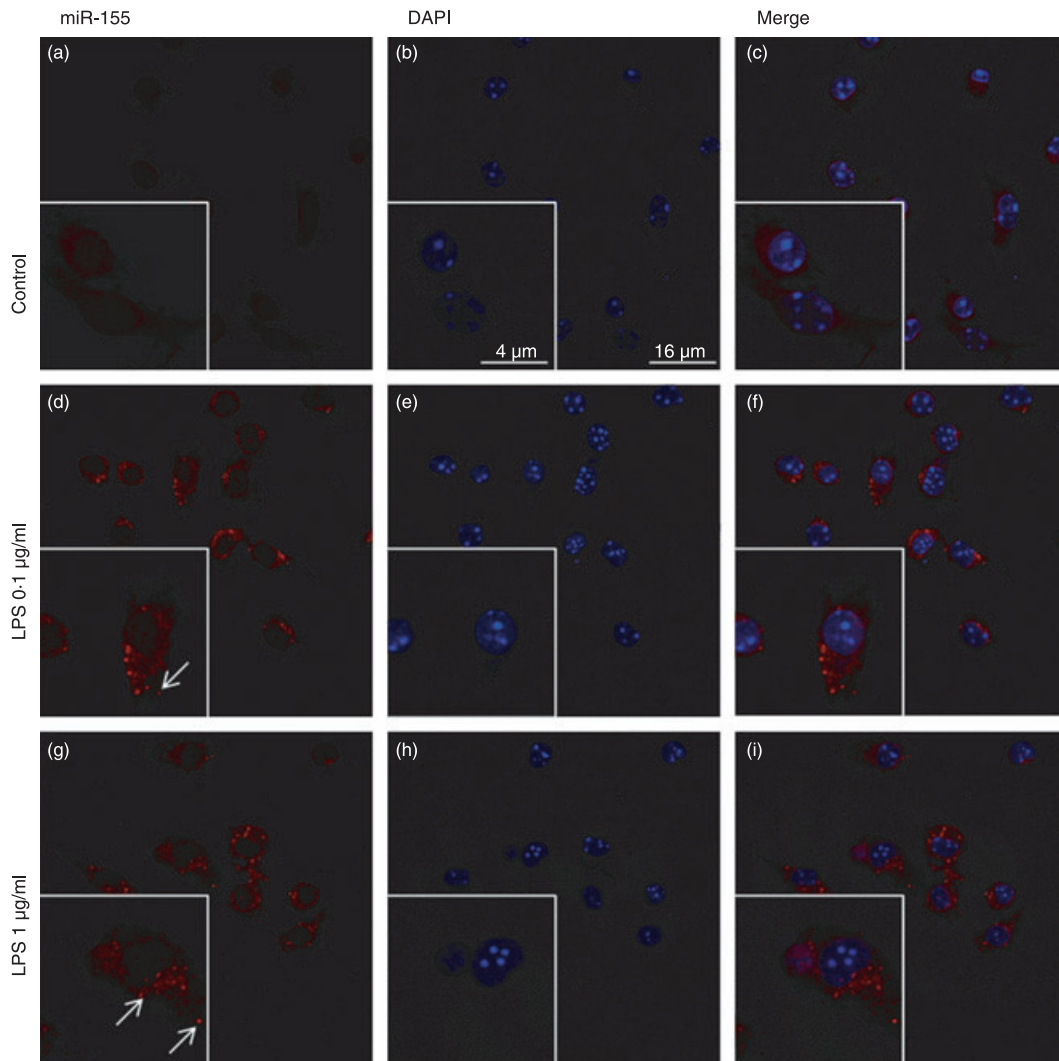 miR-155 DAPI Merge
Control
(a) (b) (c)
4 µm 16 µm
LPS 0·1 µg/ml
(d) (e) (f)
LPS 1 µg/ml
(g) (h) (i)